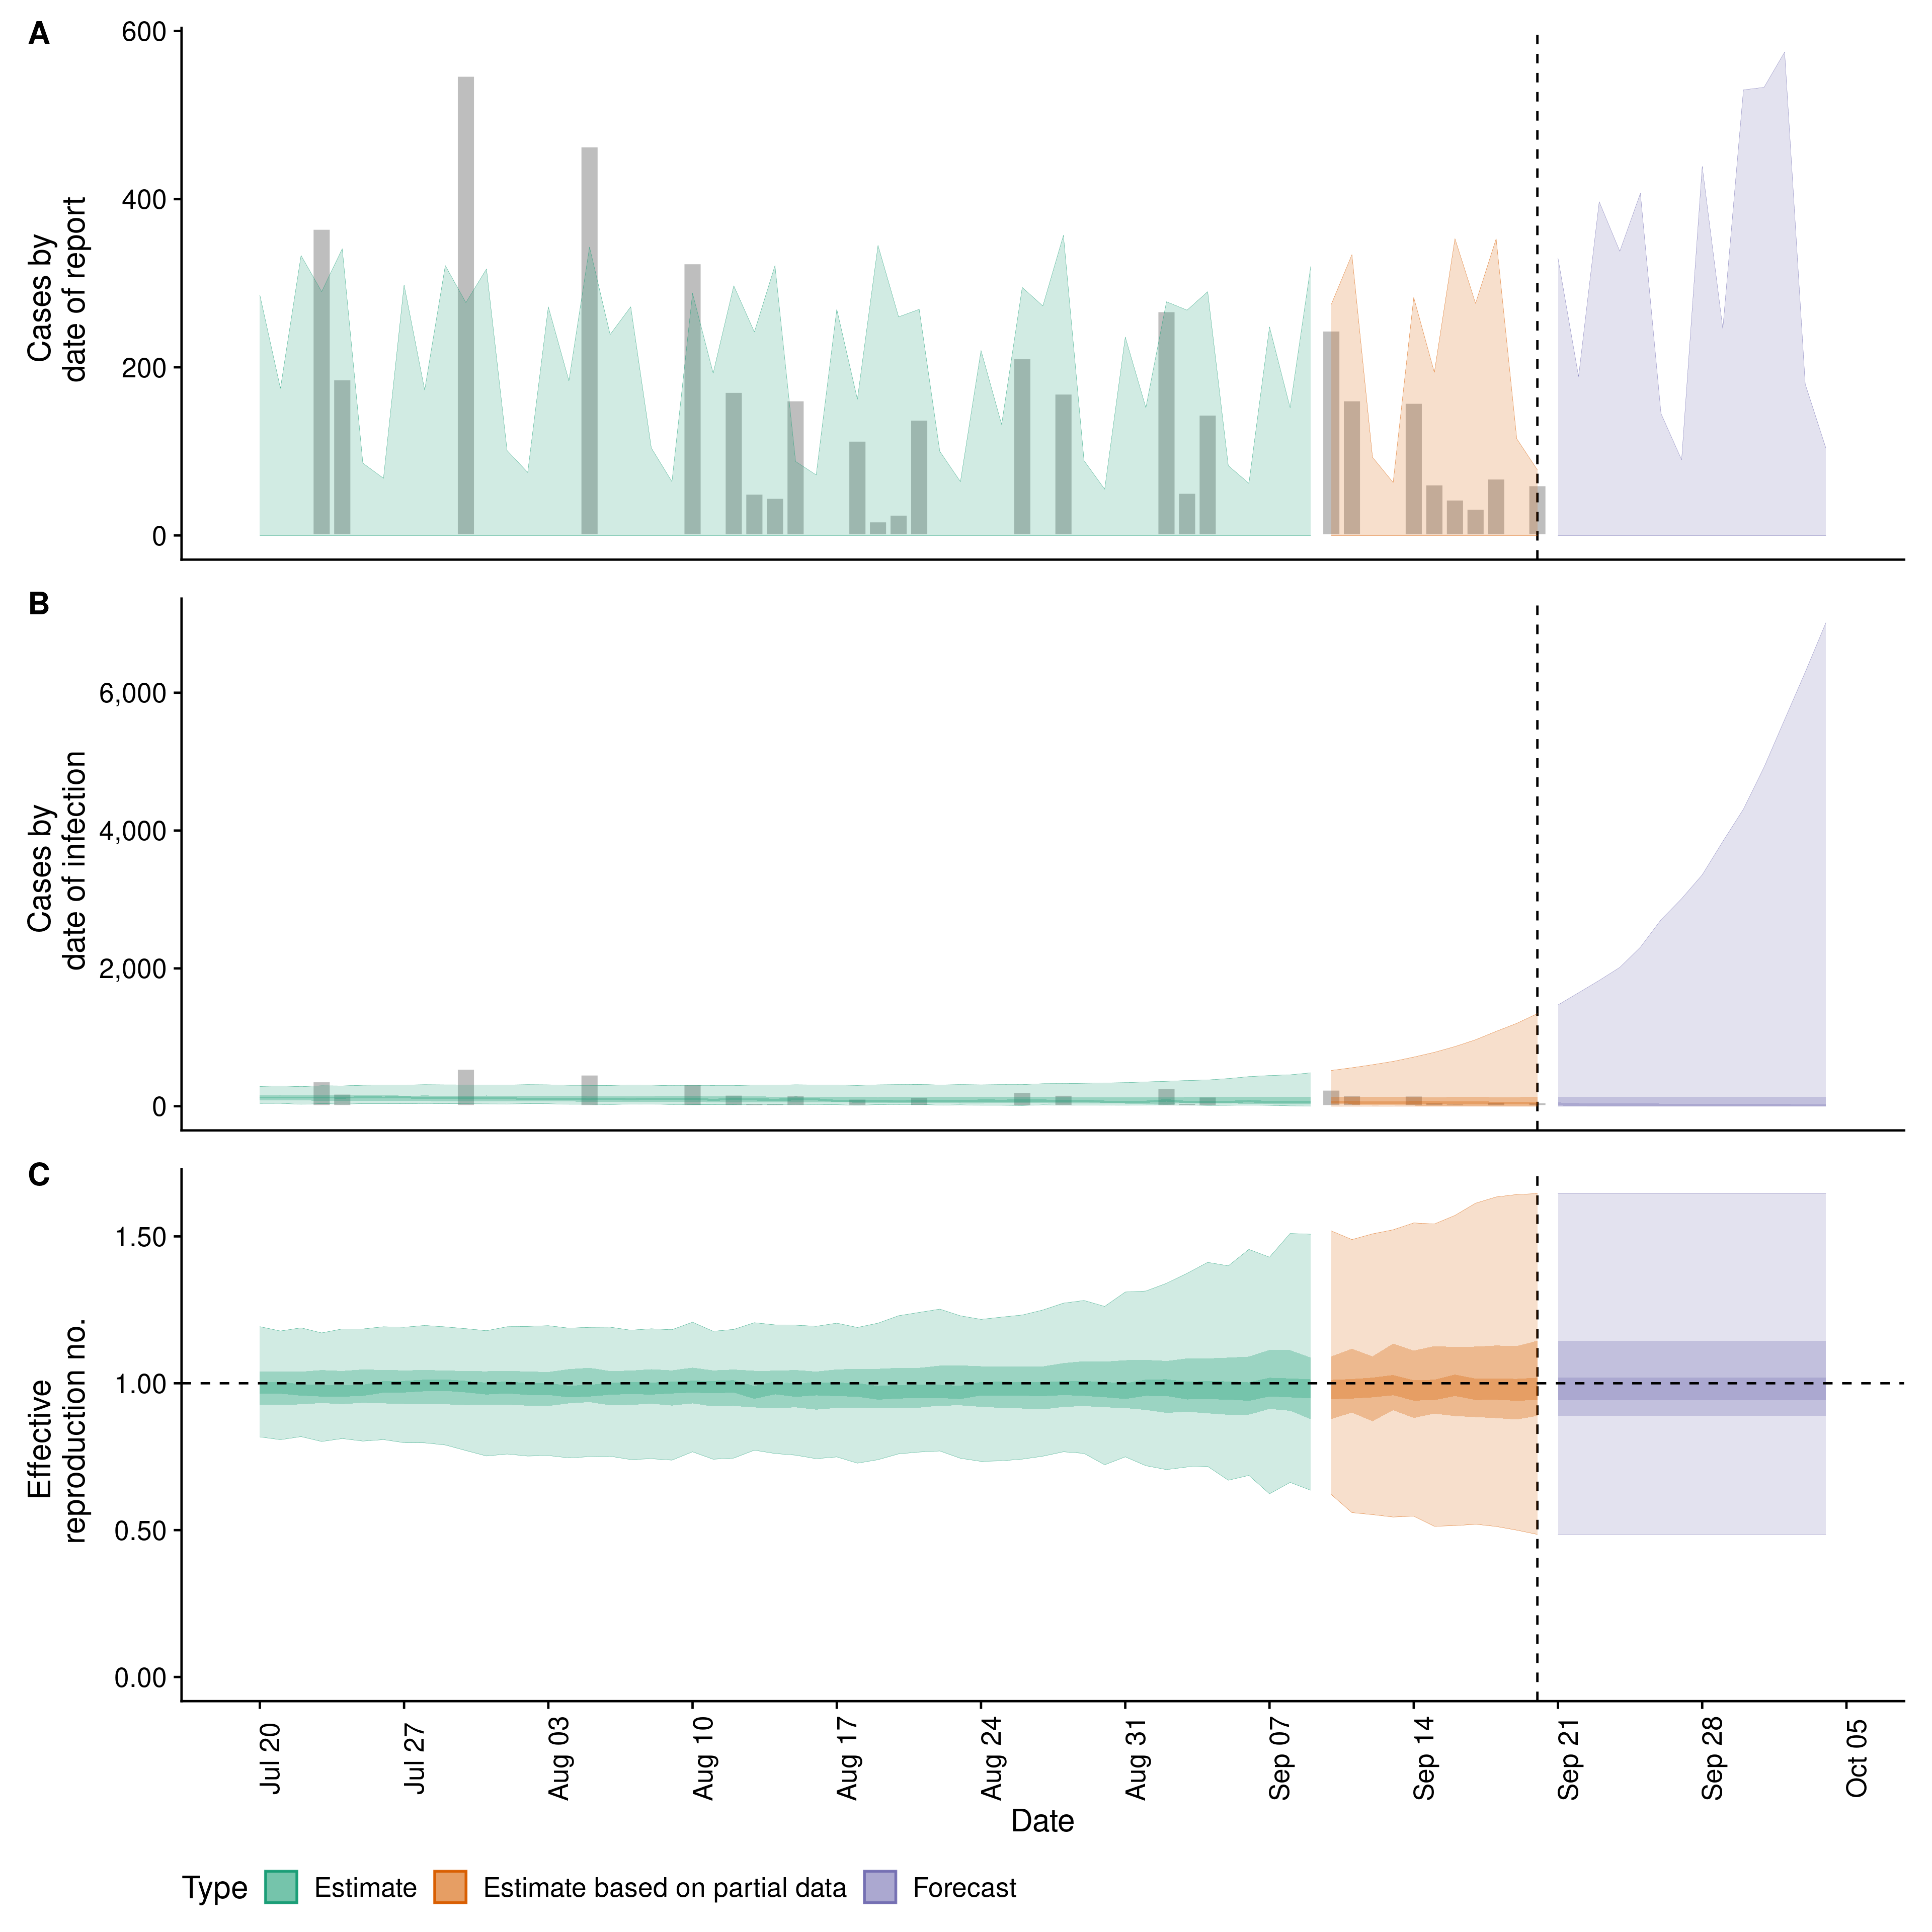 A
Cases by
date of report
600
400
200
0
B
Cases by
date of infection
6,000
4,000
2,000
0
C
Effective
reproduction no.
1.50
1.00
0.50
0.00
Jul 20
Jul 27
Aug 03
Aug 10
Aug 17
Aug 24
Aug 31
Sep 07
Sep 14
Sep 21
Sep 28
Oct 05
Date
Type Estimate Estimate based on partial data Forecast